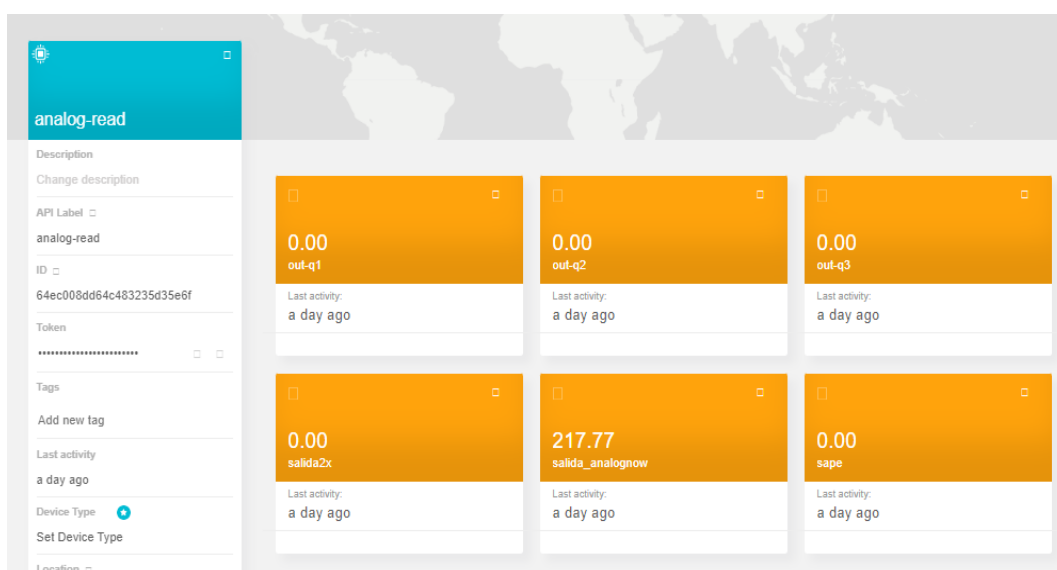 analog-read
Description
Change description
API Label
analog-read
ID
64ec008dd64c483235d35e6f
Token
••••••••••••••••••••••••
Tags
Add new tag
Last activity
a day ago
Device Type
Set Device Type
Location
0.00
out-q1
Last activity:
a day ago
0.00
out-q2
Last activity:
a day ago
0.00
out-q3
Last activity:
a day ago
0.00
salida2x
Last activity:
a day ago
217.77
salida_analognow
Last activity:
a day ago
0.00
sape
Last activity:
a day ago